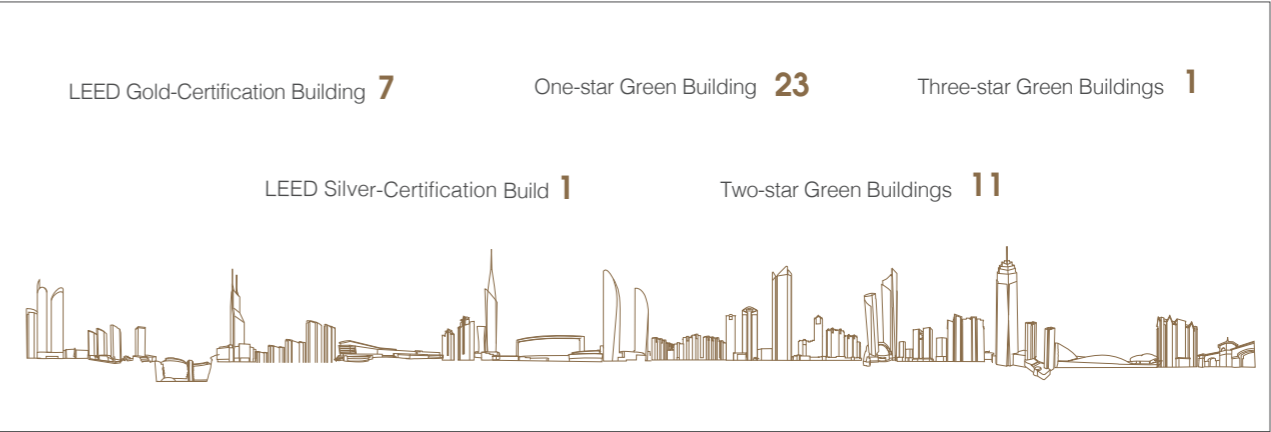 LEED Gold-Certification Building 7
One-star Green Building 23
Three-star Green Buildings 1
LEED Silver-Certification Build 1
Two-star Green Buildings 11